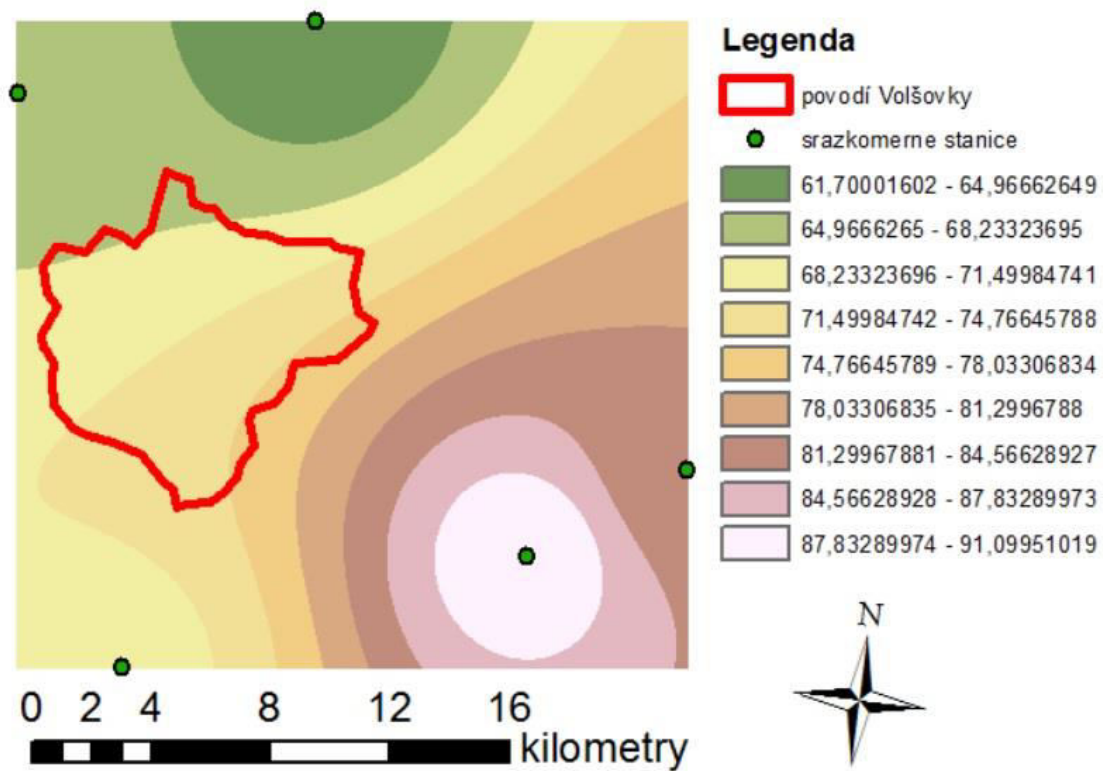 Legenda
povodí Volšovky
srazkomerne stanice
61,70001602 - 64,96662649
64,9666265 - 68,23323695
68,23323696 - 71,49984741
71,49984742 - 74,76645788
74,76645789 - 78,03306834
78,03306835 - 81,2996788
81,29967881 - 84,56628927
84,56628928 - 87,83289973
87,83289974 - 91,09951019
N
0 2 4 8 12 16
kilometry